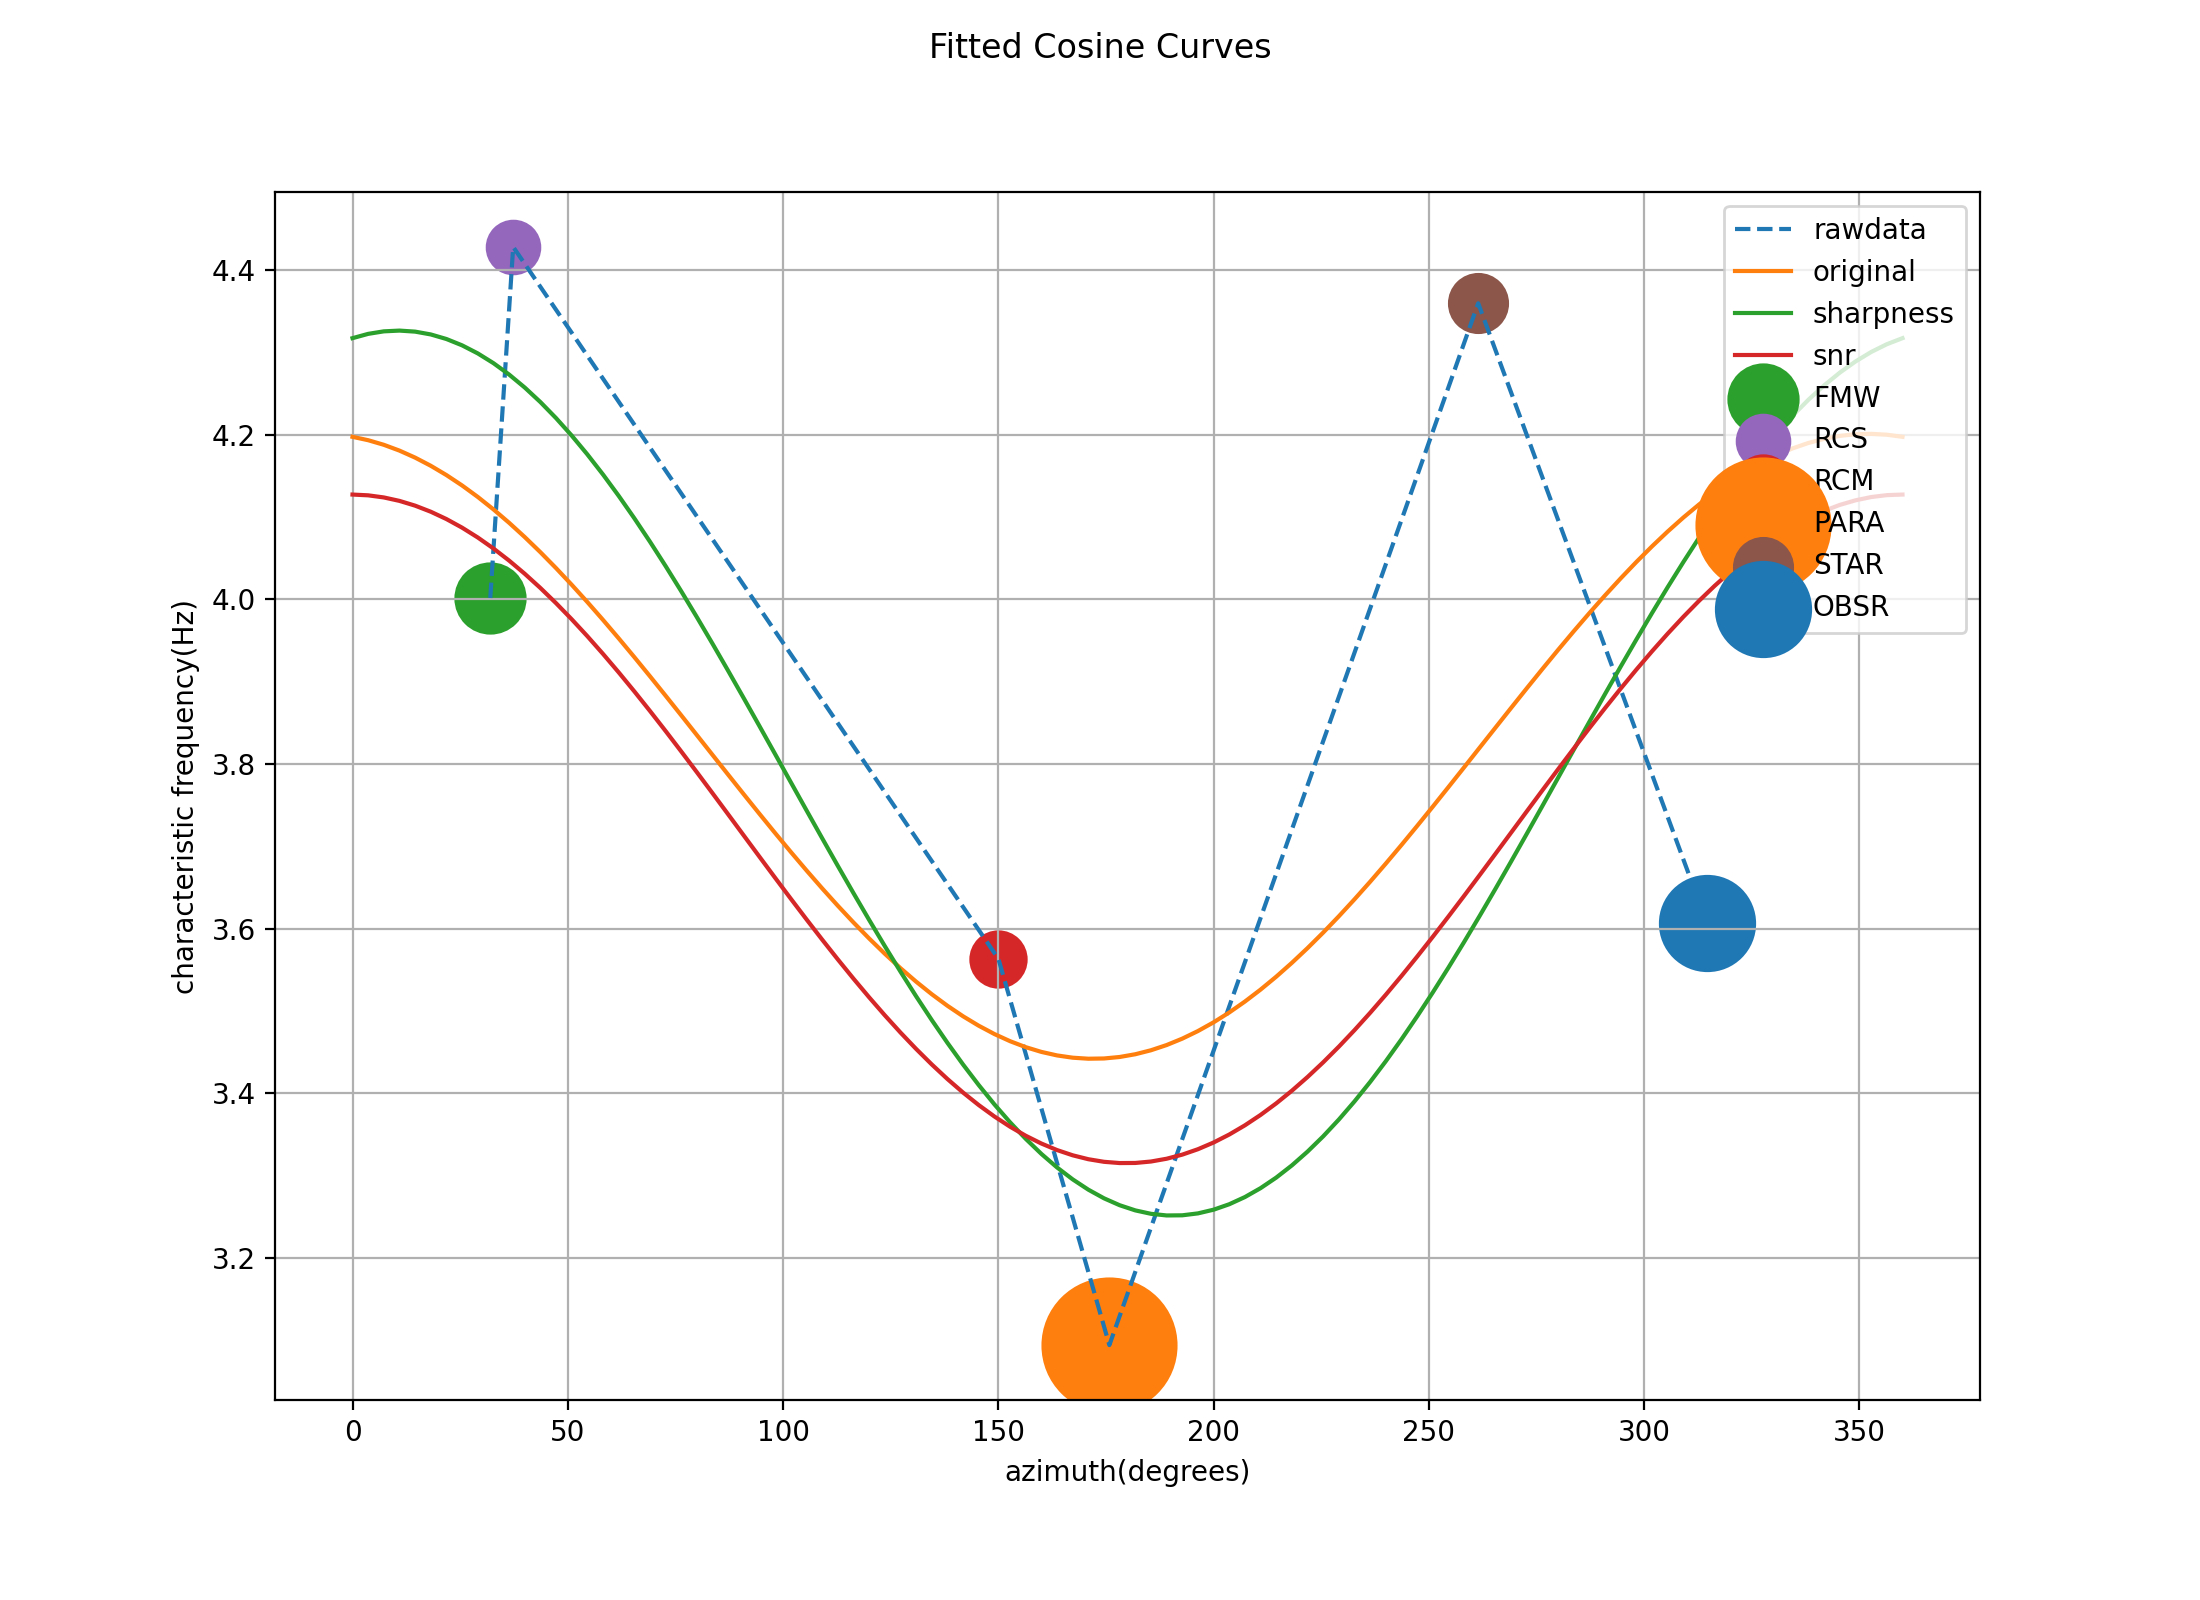 Fitted Cosine Curves
rawdata
original
sharpness
snr
FMW
RCS
RCM
PARA
STAR
OBSR
characteristic frequency(Hz)
4.4
4.2
4.0
3.8
3.6
3.4
3.2
0 50 100 150 200 250 300 350
azimuth(degrees)